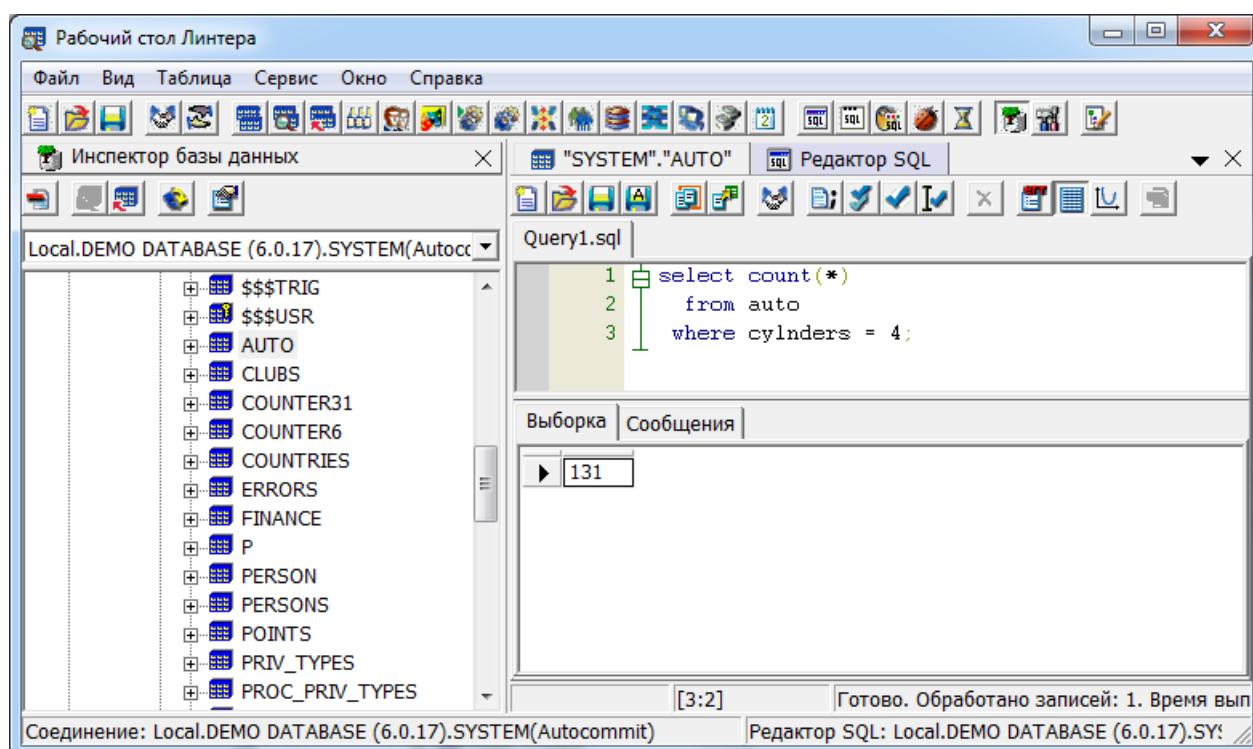 Рабочий стол Линтера
Файл Вид Таблица Сервис Окно Справка
Инспектор базы данных
Local.DEMO DATABASE (6.0.17).SYSTEM(Autocc
$$$TRIG
$$$USR
AUTO
CLUBS
COUNTER31
COUNTER6
COUNTRIES
ERRORS
FINANCE
P
PERSON
PERSONS
POINTS
PRIV_TYPES
PROC_PRIV_TYPES
"SYSTEM"."AUTO" Редактор SQL
Query1.sql
1 select count(*)
2 from auto
3 where cylnders = 4;
Выборка Сообщения
131
[3:2] Готово. Обработано записей: 1. Время вып
Соединение: Local.DEMO DATABASE (6.0.17).SYSTEM(Autocommit) Редактор SQL: Local.DEMO DATABASE (6.0.17).SYS